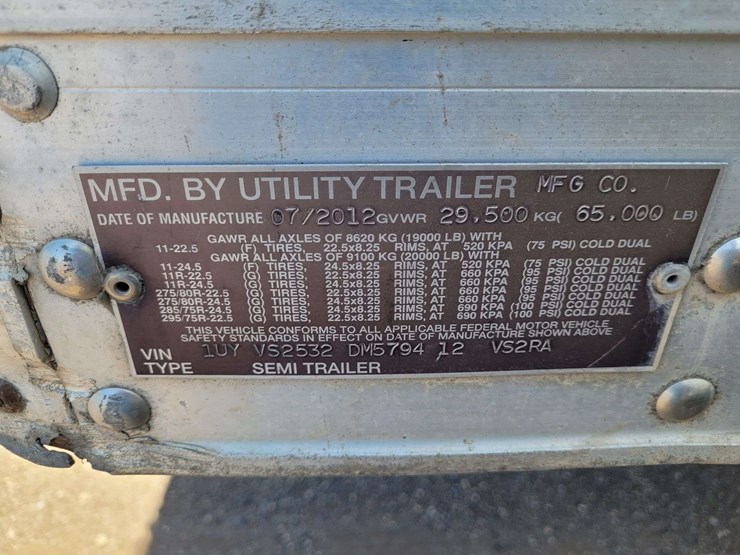 MFD. BY UTILITY TRAILER MFG CO.
DATE OF MANUFACTURE 07/2012 GVWR 29,500 KG( 65,000 LB)
GAWR ALL AXLES OF 8620 KG (19000 LB) WITH
11-22.5 (F) TIRES, 22.5x8.25 RIMS, AT 520 KPA (75 PSI) COLD DUAL
GAWR ALL AXLES OF 9100 KG (20000 LB) WITH
11-24.5 (F) TIRES, 24.5x8.25 RIMS, AT 520 KPA (75 PSI) COLD DUAL
11R-22.5 (G) TIRES, 22.5x8.25 RIMS, AT 660 KPA (95 PSI) COLD DUAL
11R-24.5 (G) TIRES, 24.5x8.25 RIMS, AT 660 KPA (95 PSI) COLD DUAL
275/80R-22.5 (G) TIRES, 22.5x8.25 RIMS, AT 660 KPA (95 PSI) COLD DUAL
275/80R-24.5 (G) TIRES, 24.5x8.25 RIMS, AT 660 KPA (95 PSI) COLD DUAL
285/75R-24.5 (G) TIRES, 24.5x8.25 RIMS, AT 690 KPA (100 PSI) COLD DUAL
295/75R-22.5 (G) TIRES, 22.5x8.25 RIMS, AT 690 KPA (100 PSI) COLD DUAL
THIS VEHICLE CONFORMS TO ALL APPLICABLE FEDERAL MOTOR VEHICLE
SAFETY STANDARDS IN EFFECT ON DATE OF MANUFACTURE SHOWN ABOVE
VIN 1UY VS2532 DM5794 12 VS2RA
TYPE SEMI TRAILER